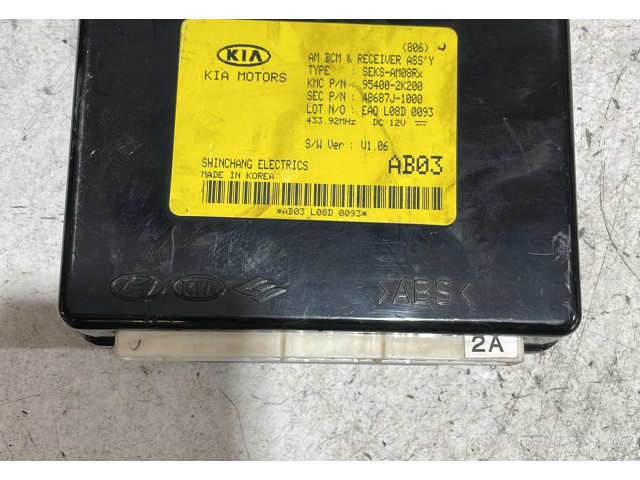 (806)
KIA
KIA MOTORS
AM BCM & RECEIVER ASS'Y
TYPE : SEKS-AM08Rx
KMC P/N : 95400-2K200
SEC P/N : 48687J-1000
LOT N/O : EAQ L08D 0093
433.92MHz DC 12V
S/W Ver : V1.06
SHINCHANG ELECTRICS
MADE IN KOREA
AB03
*AB03 L08D 0093*
KIA
>ABS<
2A